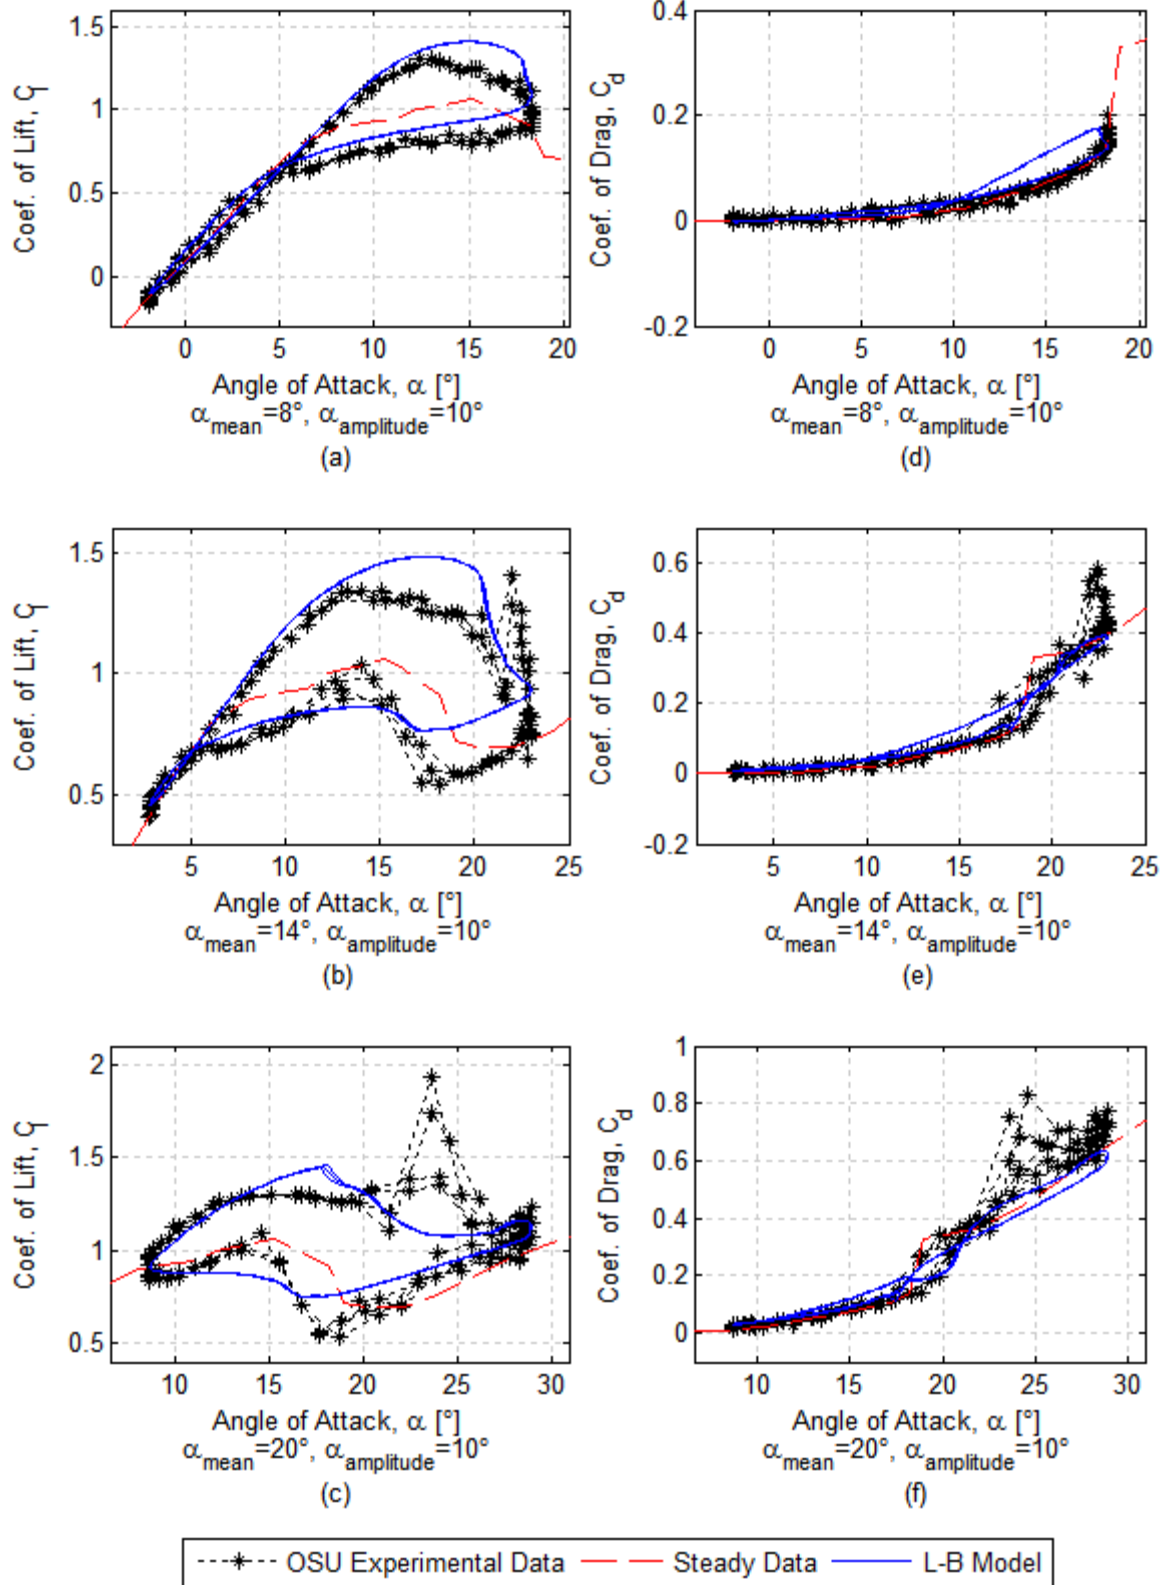 1.5
1
0.5
0
Coef. of Lift, Cl
0 5 10 15 20
Angle of Attack, α [°]
αmean=8°, αamplitude=10°
(a)
0.4
0.2
0
-0.2
Coef. of Drag, Cd
0 5 10 15 20
Angle of Attack, α [°]
αmean=8°, αamplitude=10°
(d)
1.5
1
0.5
Coef. of Lift, Cl
5 10 15 20 25
Angle of Attack, α [°]
αmean=14°, αamplitude=10°
(b)
0.6
0.4
0.2
0
-0.2
Coef. of Drag, Cd
5 10 15 20 25
Angle of Attack, α [°]
αmean=14°, αamplitude=10°
(e)
2
1.5
1
0.5
Coef. of Lift, Cl
10 15 20 25 30
Angle of Attack, α [°]
αmean=20°, αamplitude=10°
(c)
1
0.8
0.6
0.4
0.2
0
Coef. of Drag, Cd
10 15 20 25 30
Angle of Attack, α [°]
αmean=20°, αamplitude=10°
(f)
OSU Experimental Data Steady Data L-B Model